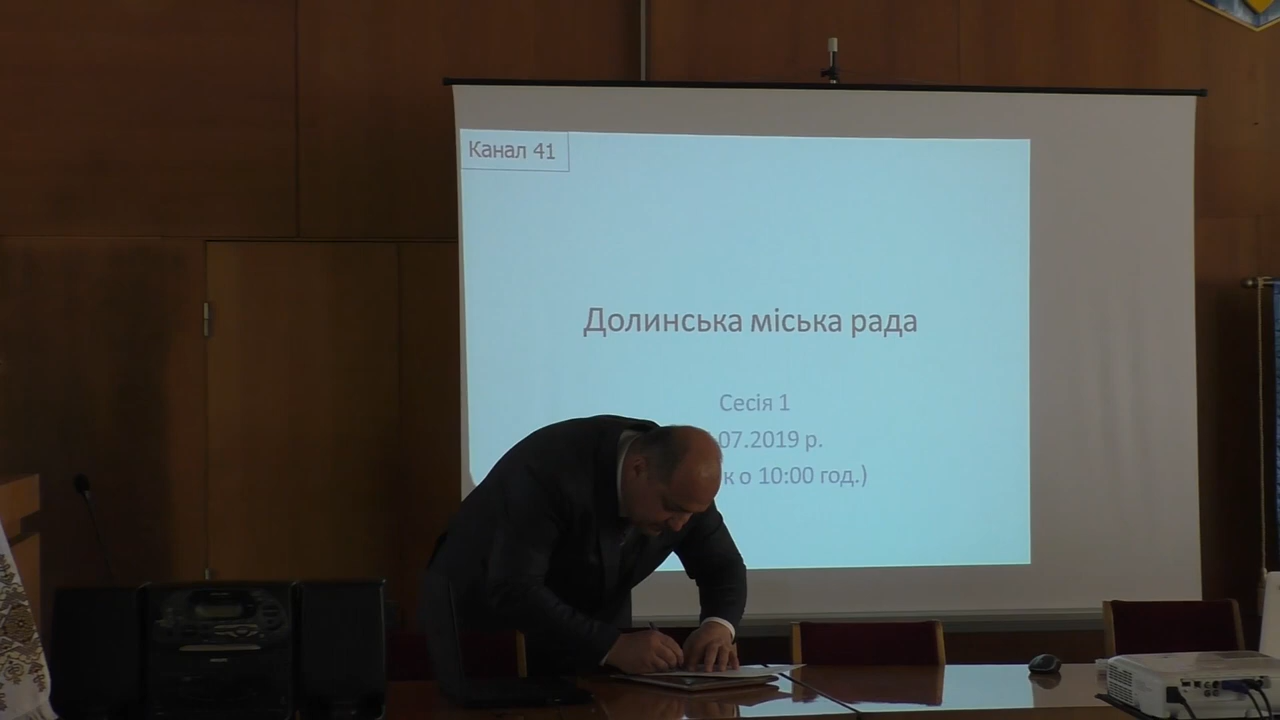 Канал 41
Долинська міська рада
Сесія 1
07.2019 р.
о 10:00 год.)